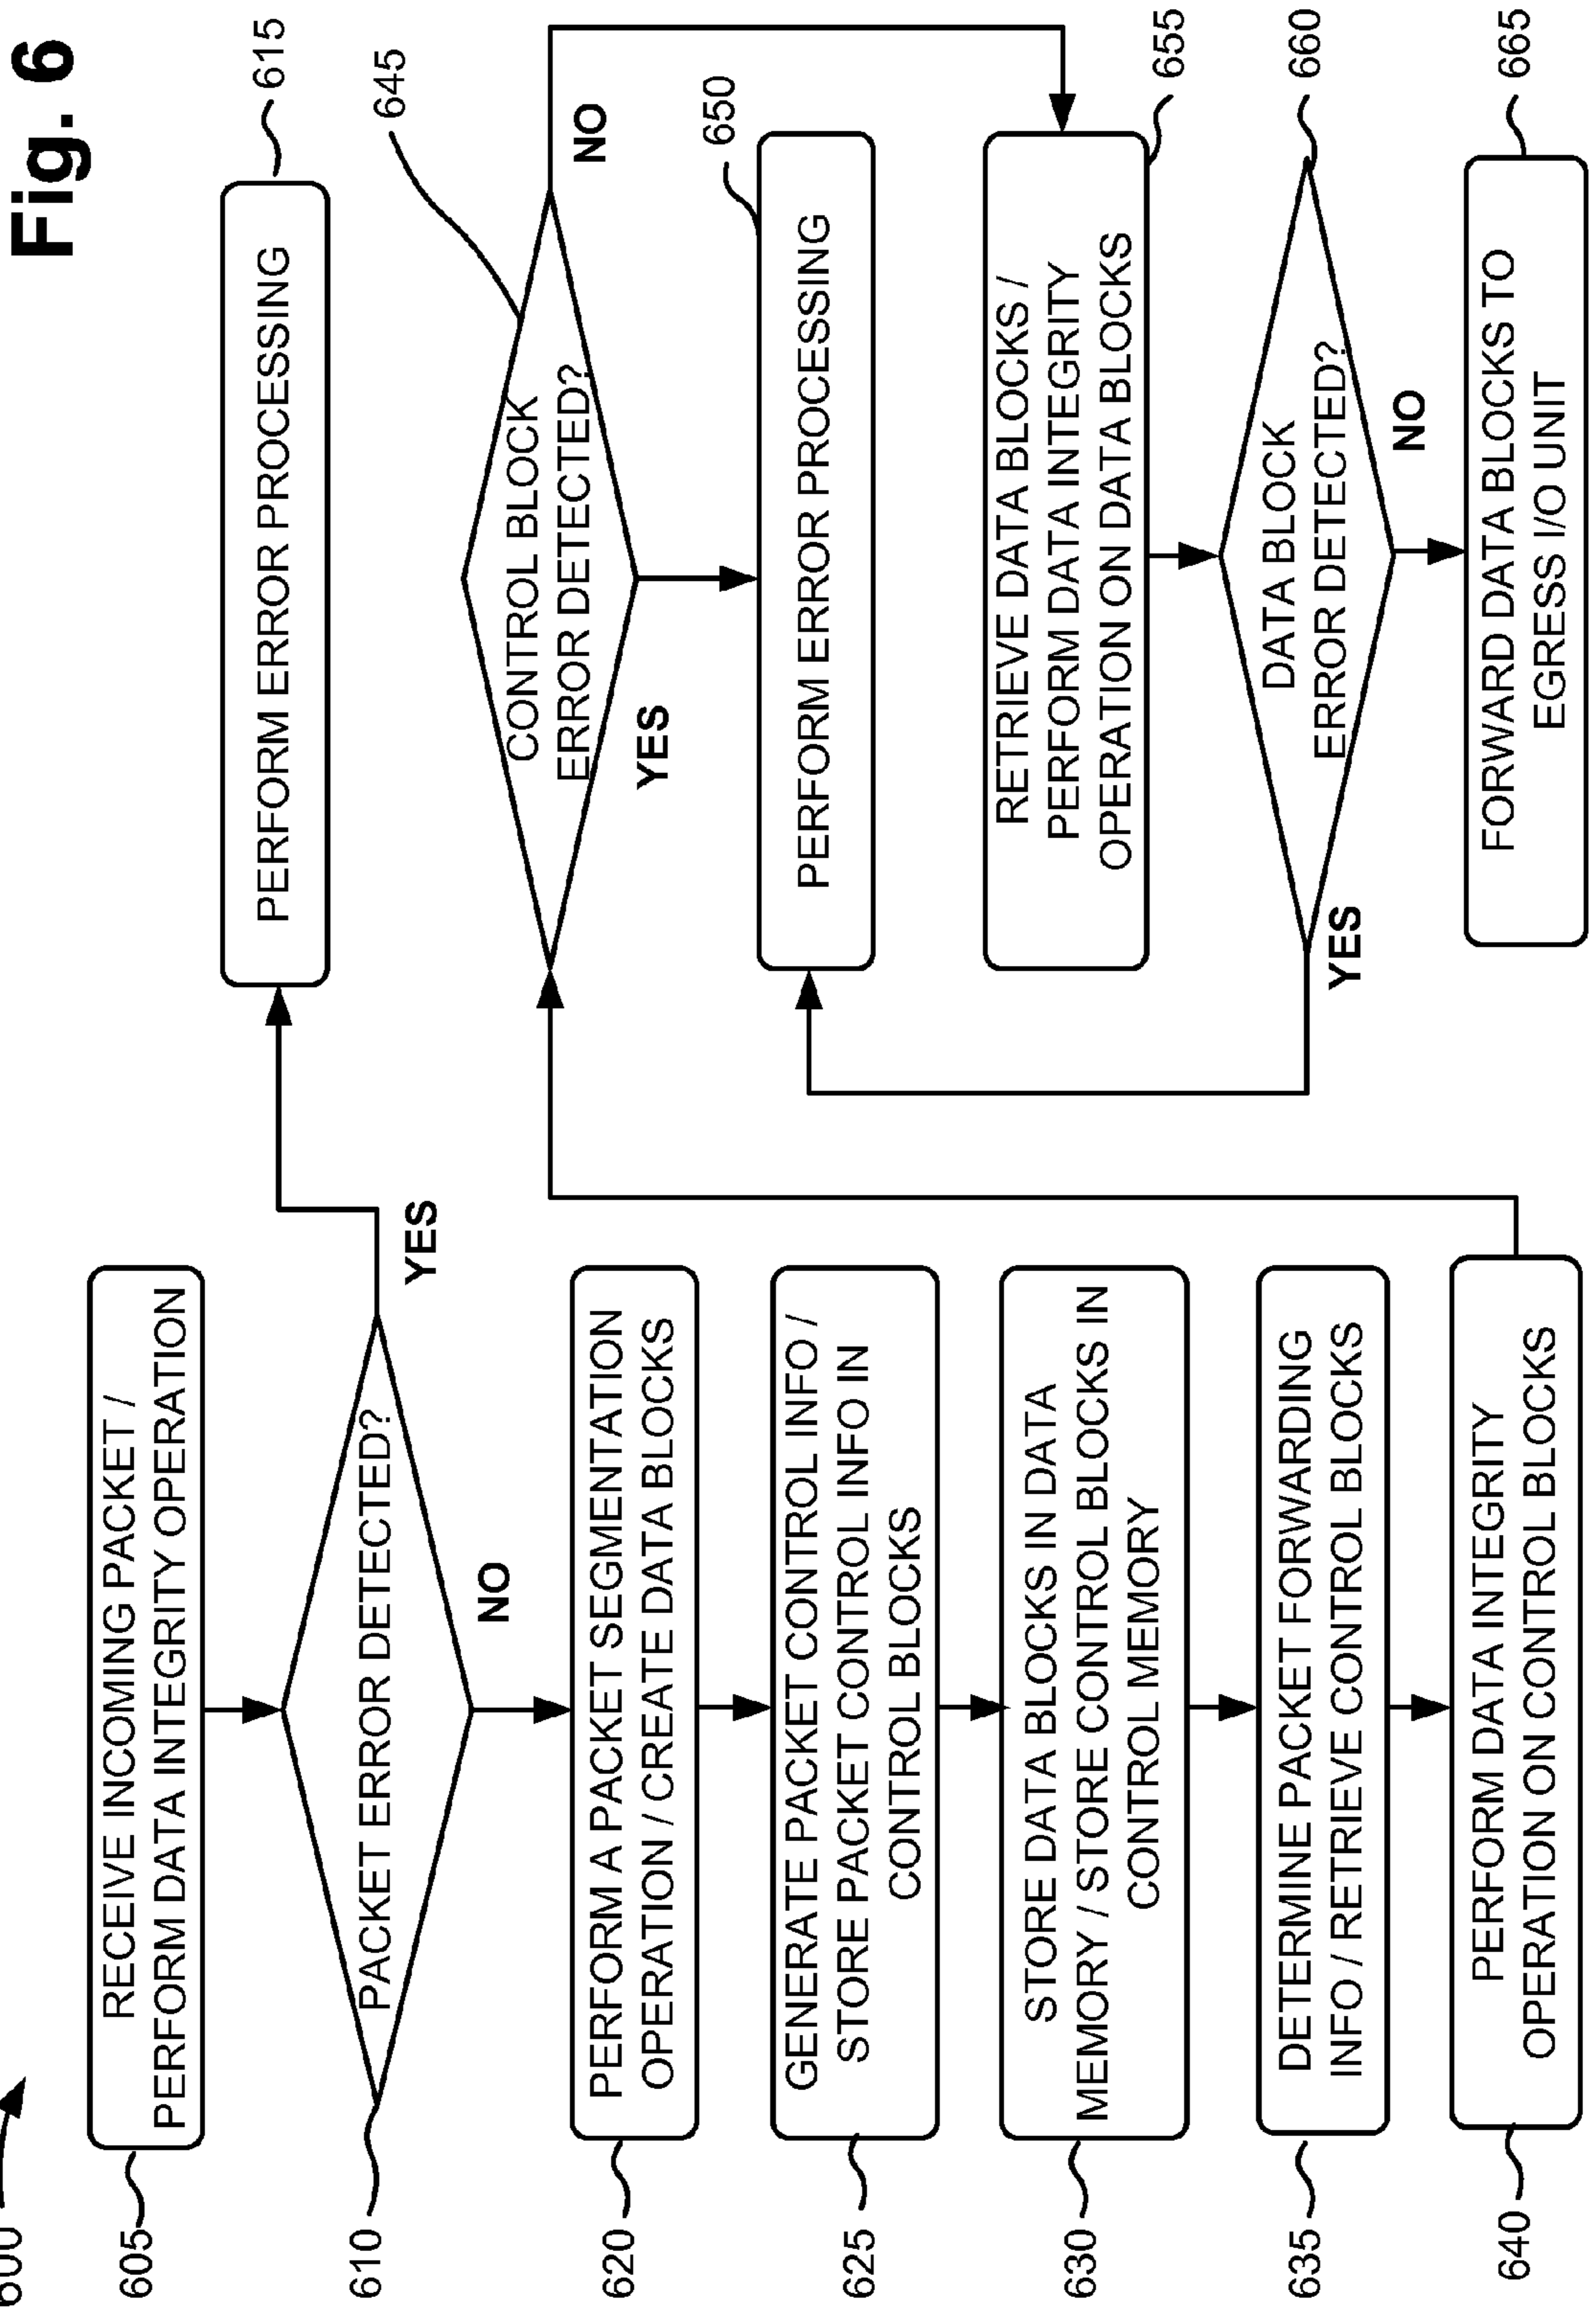 Fig. 6
600
605
RECEIVE INCOMING PACKET /
PERFORM DATA INTEGRITY OPERATION
610
PACKET ERROR DETECTED?
YES
NO
615
PERFORM ERROR PROCESSING
620
PERFORM A PACKET SEGMENTATION
OPERATION / CREATE DATA BLOCKS
625
GENERATE PACKET CONTROL INFO /
STORE PACKET CONTROL INFO IN
CONTROL BLOCKS
630
STORE DATA BLOCKS IN DATA
MEMORY / STORE CONTROL BLOCKS IN
CONTROL MEMORY
635
DETERMINE PACKET FORWARDING
INFO / RETRIEVE CONTROL BLOCKS
640
PERFORM DATA INTEGRITY
OPERATION ON CONTROL BLOCKS
645
CONTROL BLOCK
ERROR DETECTED?
NO
YES
650
PERFORM ERROR PROCESSING
655
RETRIEVE DATA BLOCKS /
PERFORM DATA INTEGRITY
OPERATION ON DATA BLOCKS
660
DATA BLOCK
ERROR DETECTED?
YES
NO
665
FORWARD DATA BLOCKS TO
EGRESS I/O UNIT